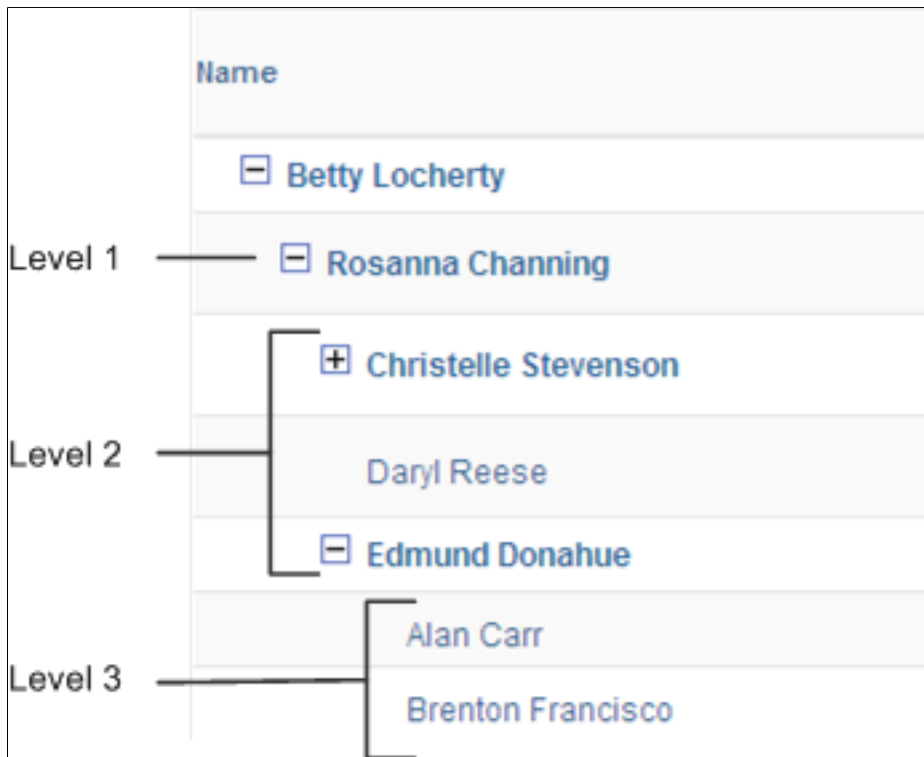 Name
Betty Locherty
Level 1
Rosanna Channing
Christelle Stevenson
Level 2
Daryl Reese
Edmund Donahue
Alan Carr
Level 3
Brenton Francisco